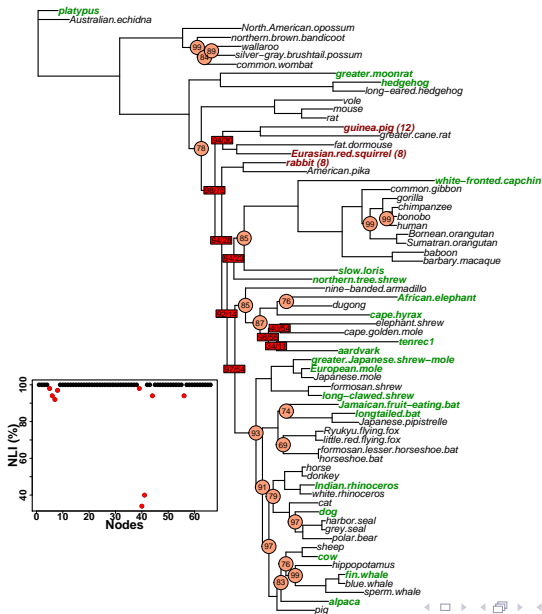 platypus
Australian.echidna
North.American.opossum
northern.brown.bandicoot
99
89
wallaroo
84
silver-gray.brushtail.possum
common.wombat
greater.moonrat
hedgehog
long-eared.hedgehog
vole
mouse
rat
guinea.pig (12)
greater.cane.rat
fat.dormouse
78
Eurasian.red.squirrel (8)
rabbit (8)
American.pika
white-fronted.capchin
common.gibbon
gorilla
chimpanzee
99
99
bonobo
human
Bornean.orangutan
Sumatran.orangutan
85
baboon
barbary.macaque
slow.loris
northern.tree.shrew
nine-banded.armadillo
African.elephant
85
76
dugong
cape.hyrax
87
elephant.shrew
cape.golden.mole
tenrec1
aardvark
greater.Japanese.shrew-mole
European.mole
Japanese.mole
formosan.shrew
long-clawed.shrew
Jamaican.fruit-eating.bat
74
longtailed.bat
Japanese.pipistrelle
93
Ryukyu.flying.fox
little.red.flying.fox
69
formosan.lesser.horseshoe.bat
horseshoe.bat
horse
donkey
91
Indian.rhinoceros
79
white.rhinoceros
cat
dog
97
harbor.seal
grey.seal
polar.bear
97
sheep
cow
76
hippopotamus
99
fin.whale
83
blue.whale
sperm.whale
alpaca
pig
NLI (%)
100
80
60
40
0 10 20 30 40 50 60
Nodes